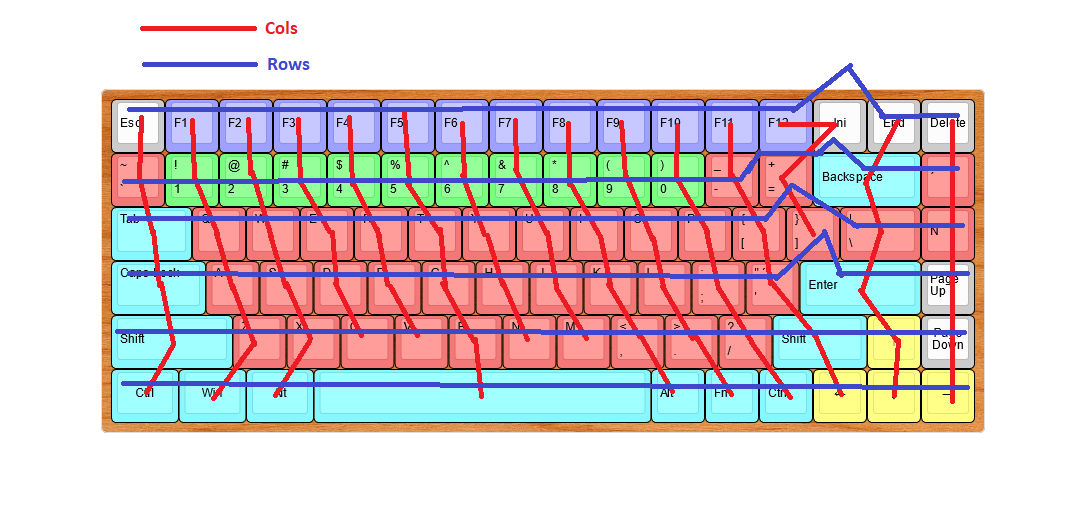 Cols
Rows
Esc F1 F2 F3 F4 F5 F6 F7 F8 F9 F10 F11 F12 Ini End Delete
~ ! @ # $ % ^ & * ( ) _ +
` 1 2 3 4 5 6 7 8 9 0 - = Backspace
Tab Q W E R T Y U I O P { } |
[ ] \ N
Caps Lock A S D F G H J K L : "
; ' Enter Page Up
Shift Z X C V B N M < > ?
, . / Shift Page Down
Ctrl Win Alt Alt Fn Ctrl